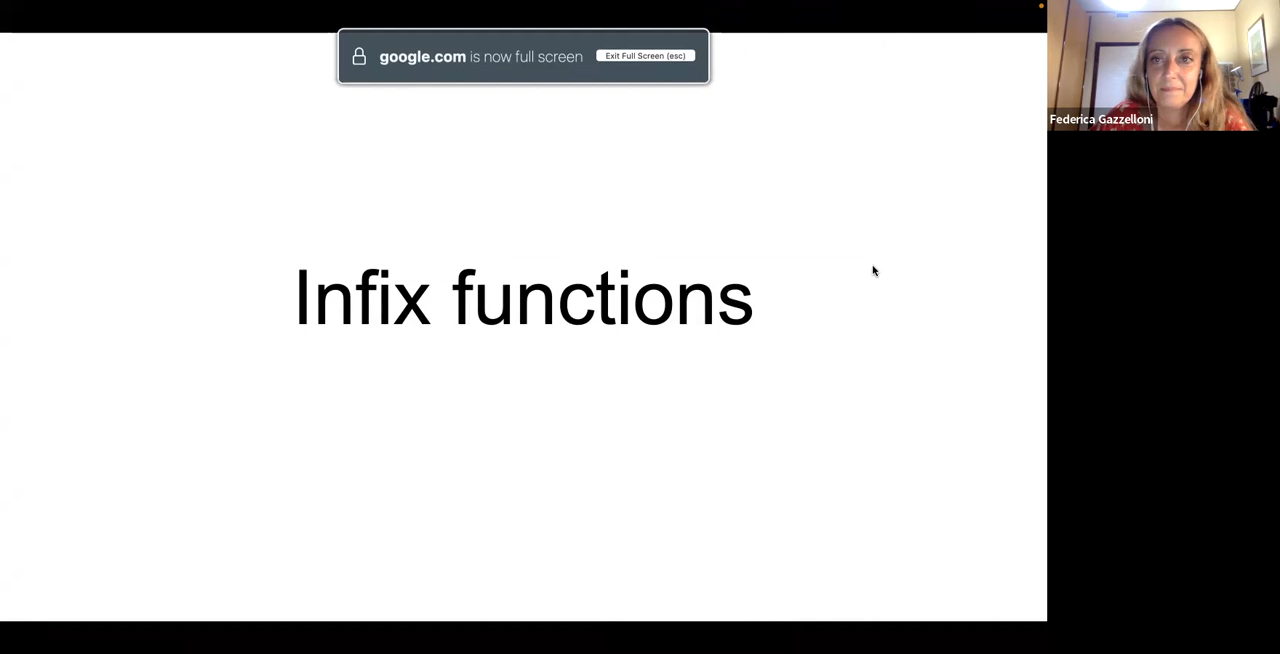 google.com is now full screen Exit Full Screen (esc)
Federica Gazzelloni
Infix functions